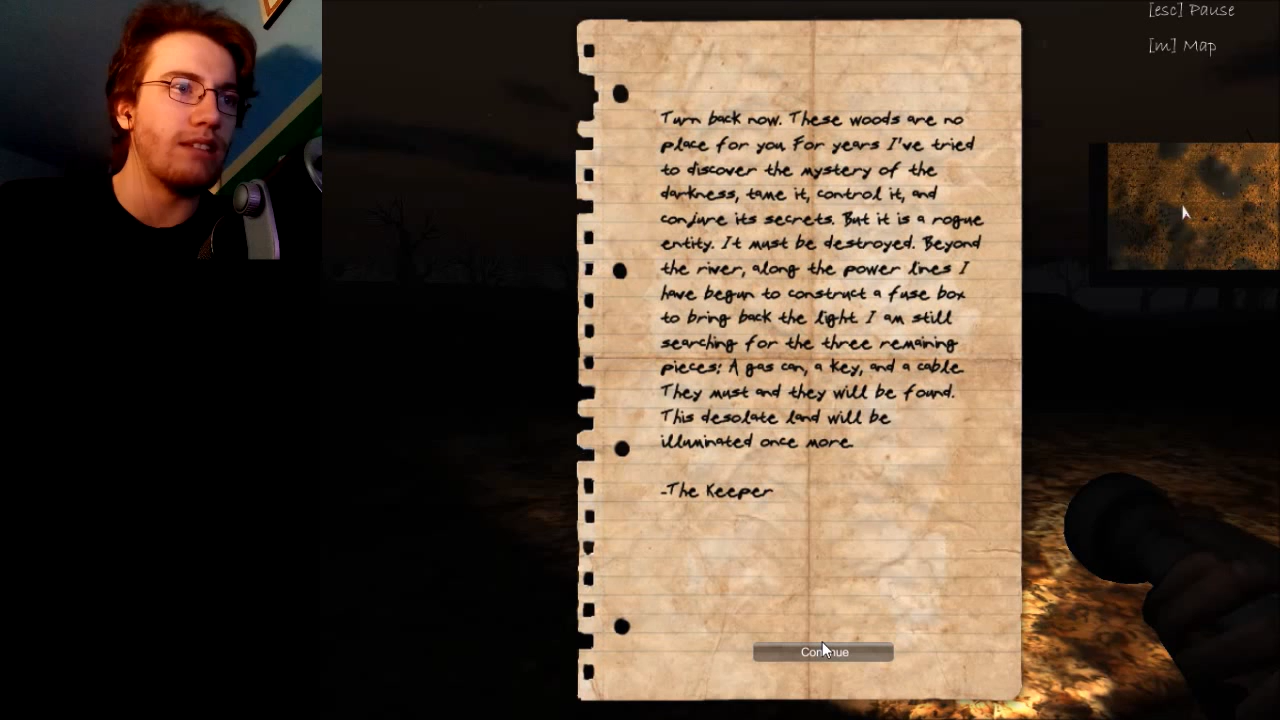 [esc] Pause
[m] Map
Turn back now. These woods are no
place for you For years I've tried
to discover the mystery of the
darkness, tame it, control it, and
conjure its secrets. But it is a rogue
entity. It must be destroyed. Beyond
the river, along the power lines I
have begun to construct a fuse box
to bring back the light. I am still
searching for the three remaining
pieces: A gas can, a key, and a cable.
They must and they will be found.
This desolate land will be
illuminated once more.
-The Keeper
Continue